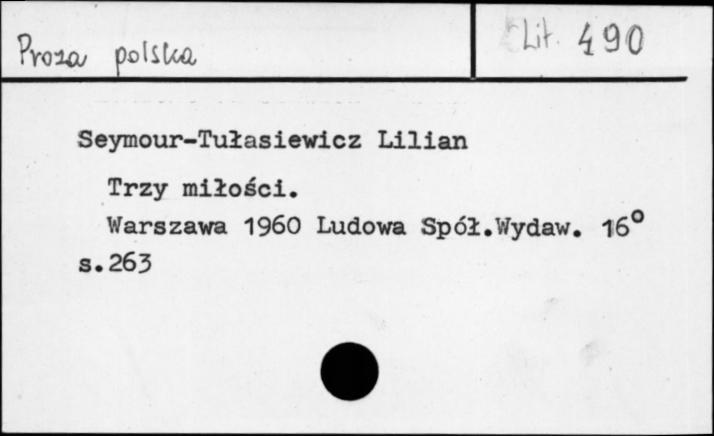 Proza polska
Lit. 490
Seymour-Tułasiewicz Lilian
Trzy miłości.
Warszawa 1960 Ludowa Spół.Wydaw. 16°
s.263